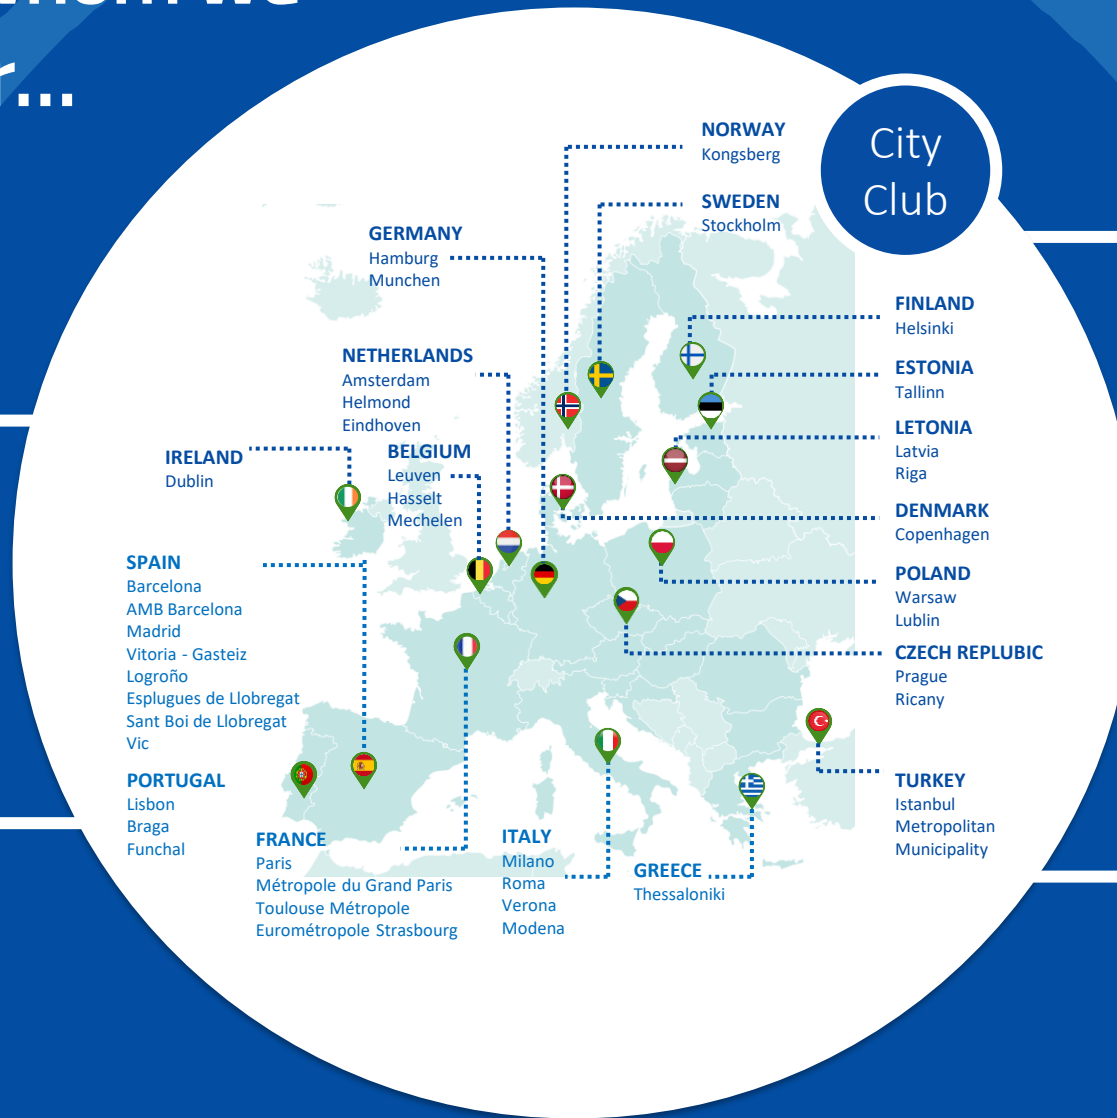 City
Club
NORWAY
Kongsberg
SWEDEN
Stockholm
GERMANY
Hamburg
Munchen
FINLAND
Helsinki
NETHERLANDS
Amsterdam
Helmond
Eindhoven
ESTONIA
Tallinn
LETONIA
Latvia
Riga
IRELAND
Dublin
BELGIUM
Leuven
Hasselt
Mechelen
DENMARK
Copenhagen
SPAIN
Barcelona
AMB Barcelona
Madrid
Vitoria - Gasteiz
Logroño
Esplugues de Llobregat
Sant Boi de Llobregat
Vic
POLAND
Warsaw
Lublin
CZECH REPLUBIC
Prague
Ricany
PORTUGAL
Lisbon
Braga
Funchal
TURKEY
Istanbul
Metropolitan
Municipality
FRANCE
Paris
Métropole du Grand Paris
Toulouse Métropole
Eurométropole Strasbourg
ITALY
Milano
Roma
Verona
Modena
GREECE
Thessaloniki